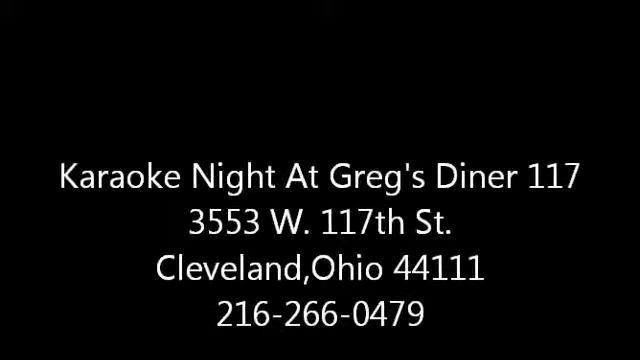 Karaoke Night At Greg's Diner 117
3553 W. 117th St.
Cleveland,Ohio 44111
216-266-0479